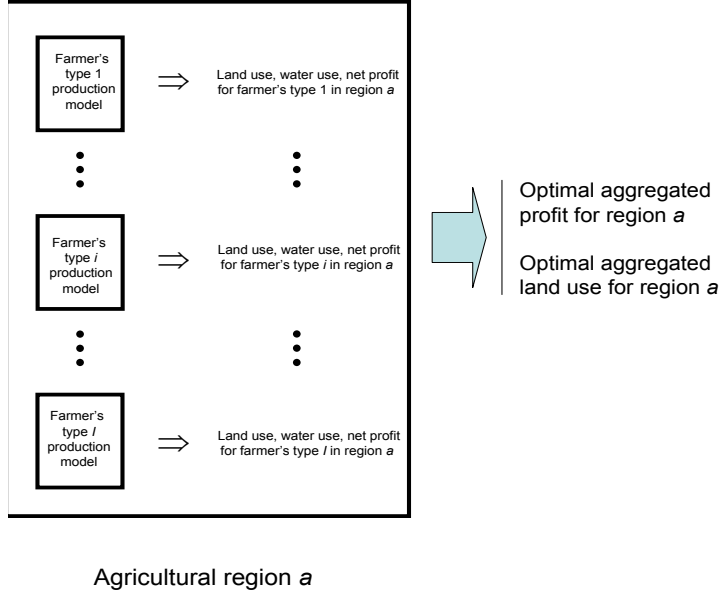 Farmer's
type 1
production
model
Land use, water use, net profit
for farmer's type 1 in region a
Farmer's
type i
production
model
Land use, water use, net profit
for farmer's type i in region a
Farmer's
type I
production
model
Land use, water use, net profit
for farmer's type I in region a
Optimal aggregated
profit for region a
Optimal aggregated
land use for region a
Agricultural region a